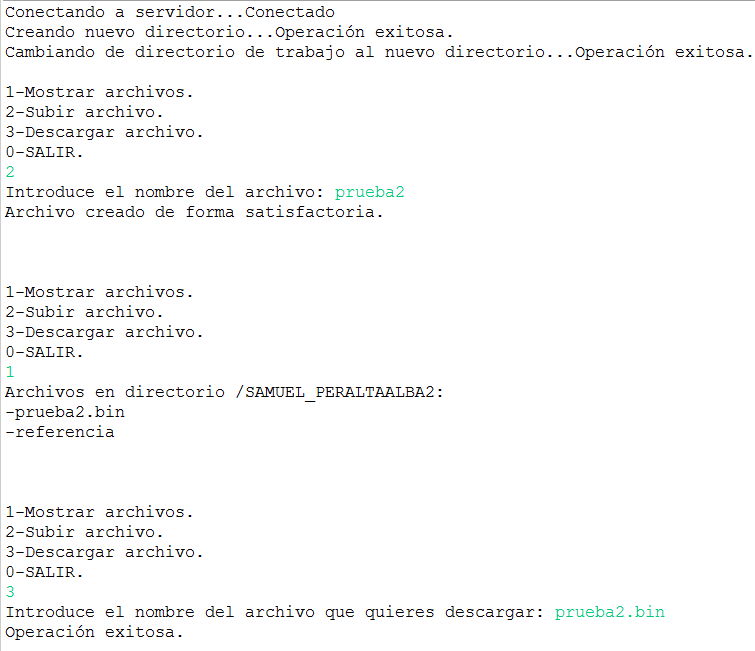 Conectando a servidor...Conectado
Creando nuevo directorio...Operación exitosa.
Cambiando de directorio de trabajo al nuevo directorio...Operación exitosa.
1-Mostrar archivos.
2-Subir archivo.
3-Descargar archivo.
0-SALIR.
2
Introduce el nombre del archivo: prueba2
Archivo creado de forma satisfactoria.
1-Mostrar archivos.
2-Subir archivo.
3-Descargar archivo.
0-SALIR.
1
Archivos en directorio /SAMUEL_PERALTAALBA2:
-prueba2.bin
-referencia
1-Mostrar archivos.
2-Subir archivo.
3-Descargar archivo.
0-SALIR.
3
Introduce el nombre del archivo que quieres descargar: prueba2.bin
Operación exitosa.